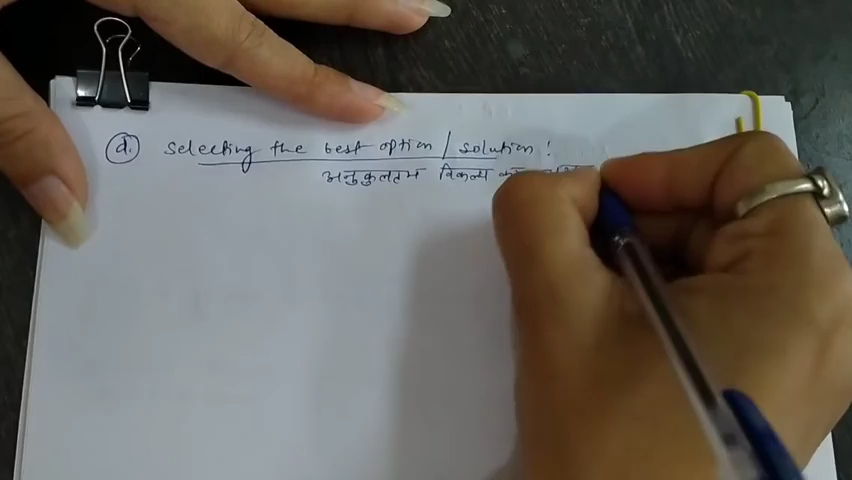 d. Selecting the best option / solution :
अनुकुलतम विकल्प का